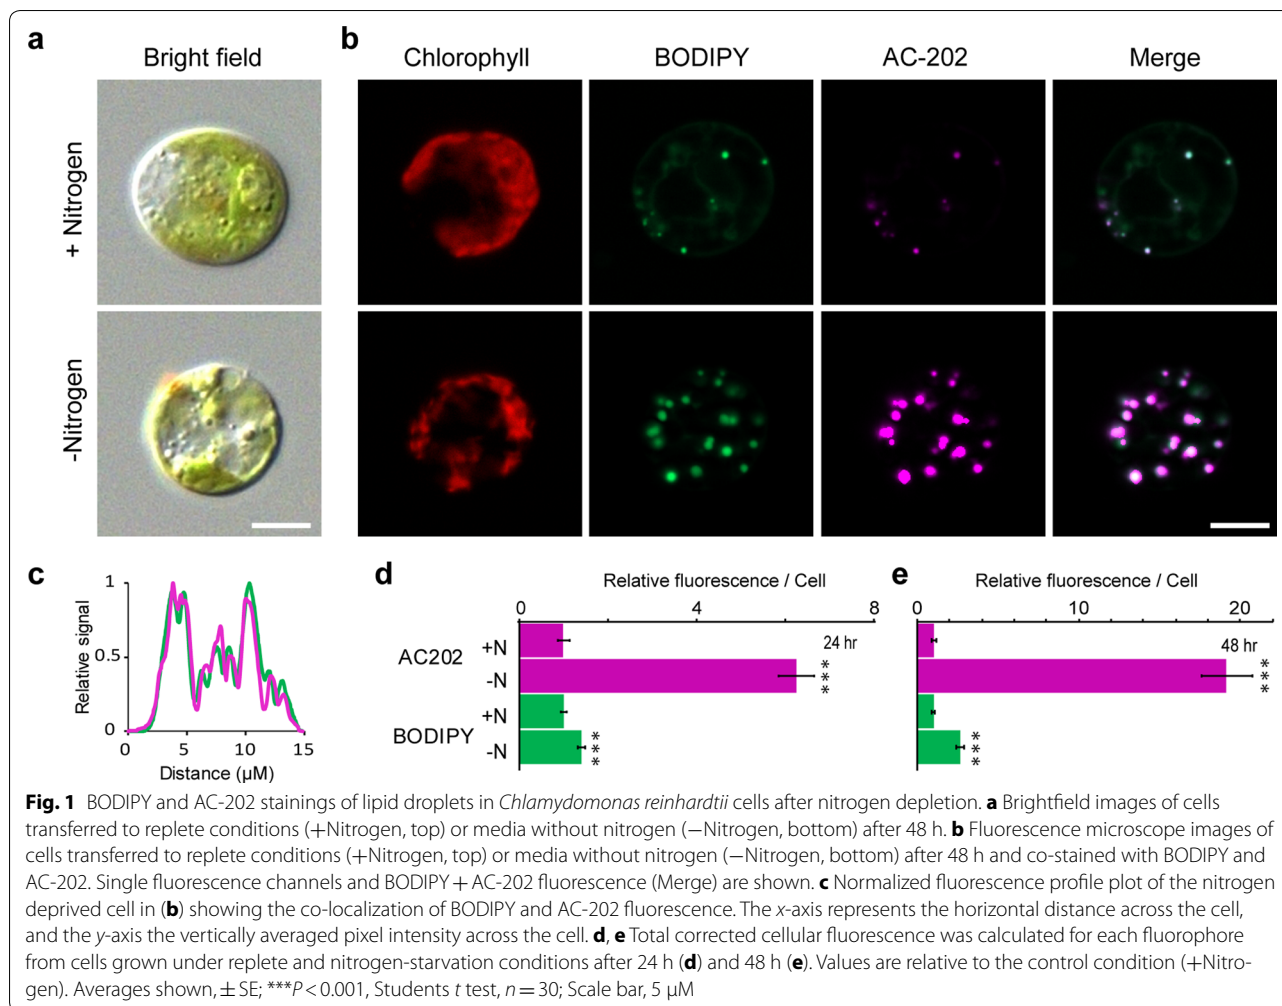 a
Bright field
b
Chlorophyll
BODIPY
AC-202
Merge
+ Nitrogen
-Nitrogen
c
Relative signal
1
0.5
0
0
5
10
15
Distance (µM)
d
Relative fluorescence / Cell
0
4
8
24 hr
AC202
+N
-N
***
BODIPY
+N
-N
***
e
Relative fluorescence / Cell
0
10
20
48 hr
***
***
Fig. 1 BODIPY and AC-202 stainings of lipid droplets in Chlamydomonas reinhardtii cells after nitrogen depletion. a Brightfield images of cells
transferred to replete conditions (+Nitrogen, top) or media without nitrogen (−Nitrogen, bottom) after 48 h. b Fluorescence microscope images of
cells transferred to replete conditions (+Nitrogen, top) or media without nitrogen (−Nitrogen, bottom) after 48 h and co-stained with BODIPY and
AC-202. Single fluorescence channels and BODIPY + AC-202 fluorescence (Merge) are shown. c Normalized fluorescence profile plot of the nitrogen
deprived cell in (b) showing the co-localization of BODIPY and AC-202 fluorescence. The x-axis represents the horizontal distance across the cell,
and the y-axis the vertically averaged pixel intensity across the cell. d, e Total corrected cellular fluorescence was calculated for each fluorophore
from cells grown under replete and nitrogen-starvation conditions after 24 h (d) and 48 h (e). Values are relative to the control condition (+Nitro-
gen). Averages shown, ± SE; ***P < 0.001, Students t test, n = 30; Scale bar, 5 µM